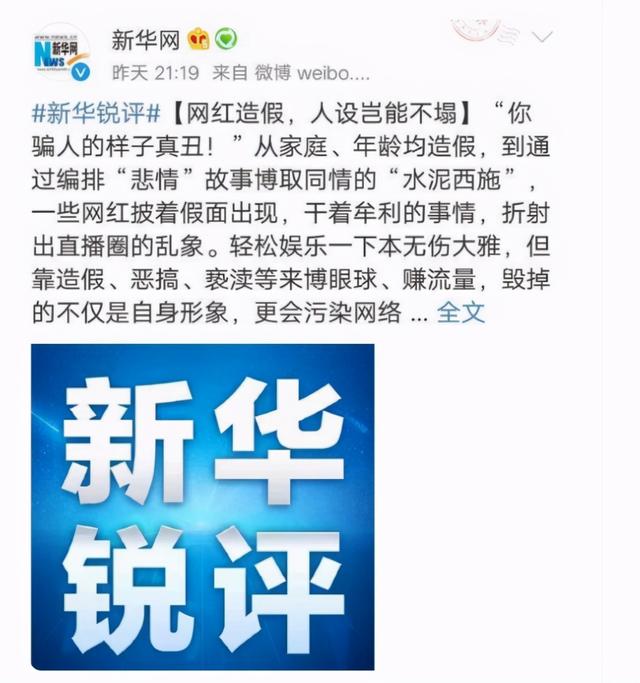 www.news.cn
新华网
NEWS
新华网
昨天 21:19 来自 微博 weibo....
#新华锐评#【网红造假，人设岂能不塌】“你
骗人的样子真丑！”从家庭、年龄均造假，到通
过编排“悲情”故事博取同情的“水泥西施”，
一些网红披着假面出现，干着牟利的事情，折射
出直播圈的乱象。轻松娱乐一下本无伤大雅，但
靠造假、恶搞、亵渎等来博眼球、赚流量，毁掉
的不仅是自身形象，更会污染网络 ... 全文
新华
锐评